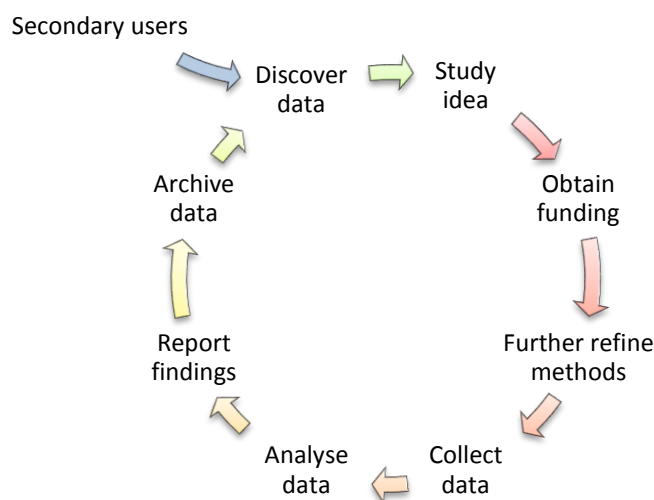 Secondary users
Discover
data
Study
idea
Obtain
funding
Further refine
methods
Collect
data
Analyse
data
Report
findings
Archive
data